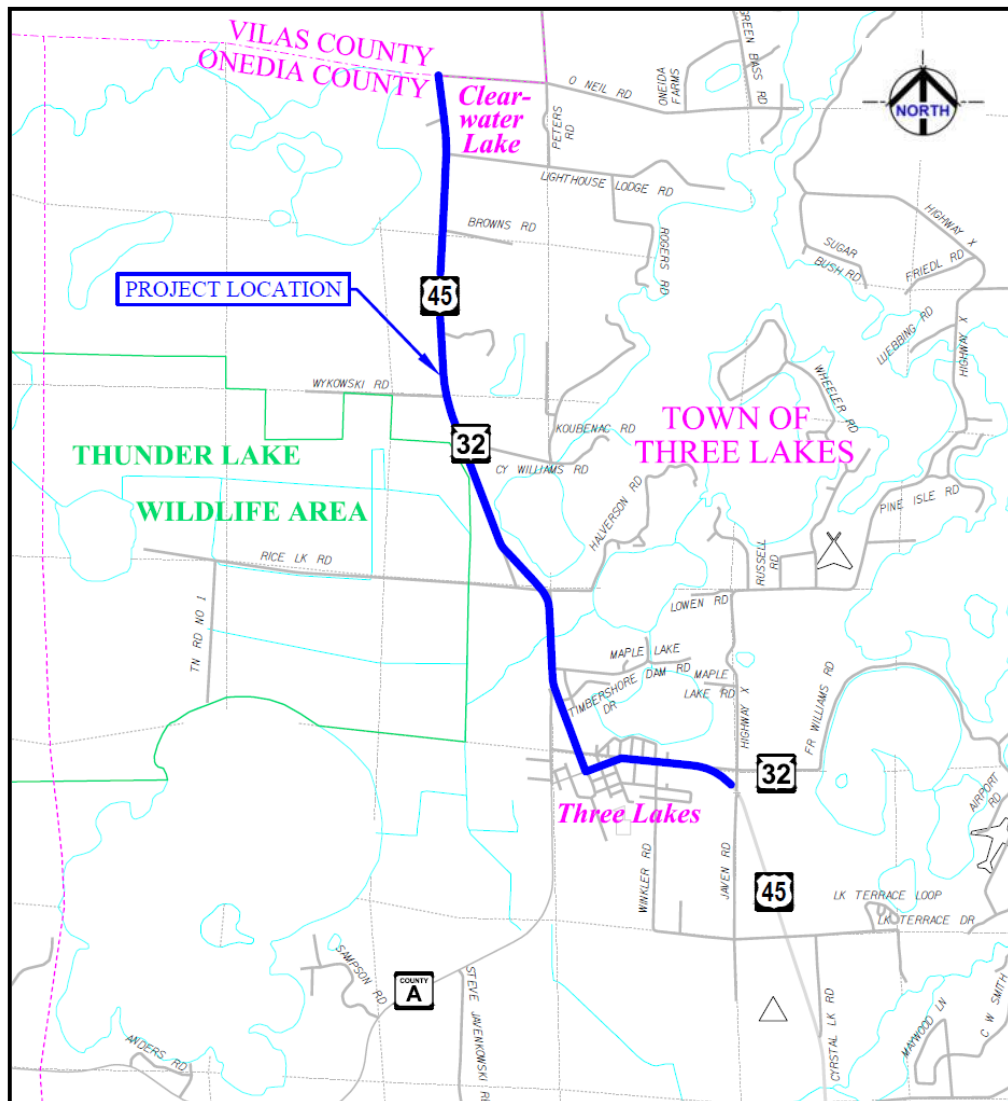 VILAS COUNTY
ONEDIA COUNTY
Clear-
water
Lake
O NEIL RD
ONEIDA
FARMS
GREEN BASS RD
NORTH
PETERS
RD
LIGHTHOUSE LODGE RD
BROWNS RD
ROGERS RD
HIGHWAY X
SUGAR
BUSH RD
FRIEDL RD
45
PROJECT LOCATION
LUEBBING RD
HIGHWAY X
WYKOWSKI RD
WHEELER RD
KOUBENAC RD
TOWN OF
THREE LAKES
32
CY WILLIAMS RD
THUNDER LAKE
WILDLIFE AREA
HALVERSON RD
PINE ISLE RD
RICE LK RD
RUSSELL
RD
TN RD NO 1
LOWEN RD
MAPLE LAKE
DAM RD
MAPLE
LAKE RD
TIMBERSHORE
DR
HIGHWAY X
FR WILLIAMS RD
32
AIRPORT
RD
Three Lakes
WINKLER RD
JAVEN RD
45
LK TERRACE LOOP
LK TERRACE DR
SAMPSON RD
COUNTY
A
STEVE JAVENKOWSKI RD
CYRSTAL LK RD
MAPWOOD LN
C W SMITH
ANDERS RD